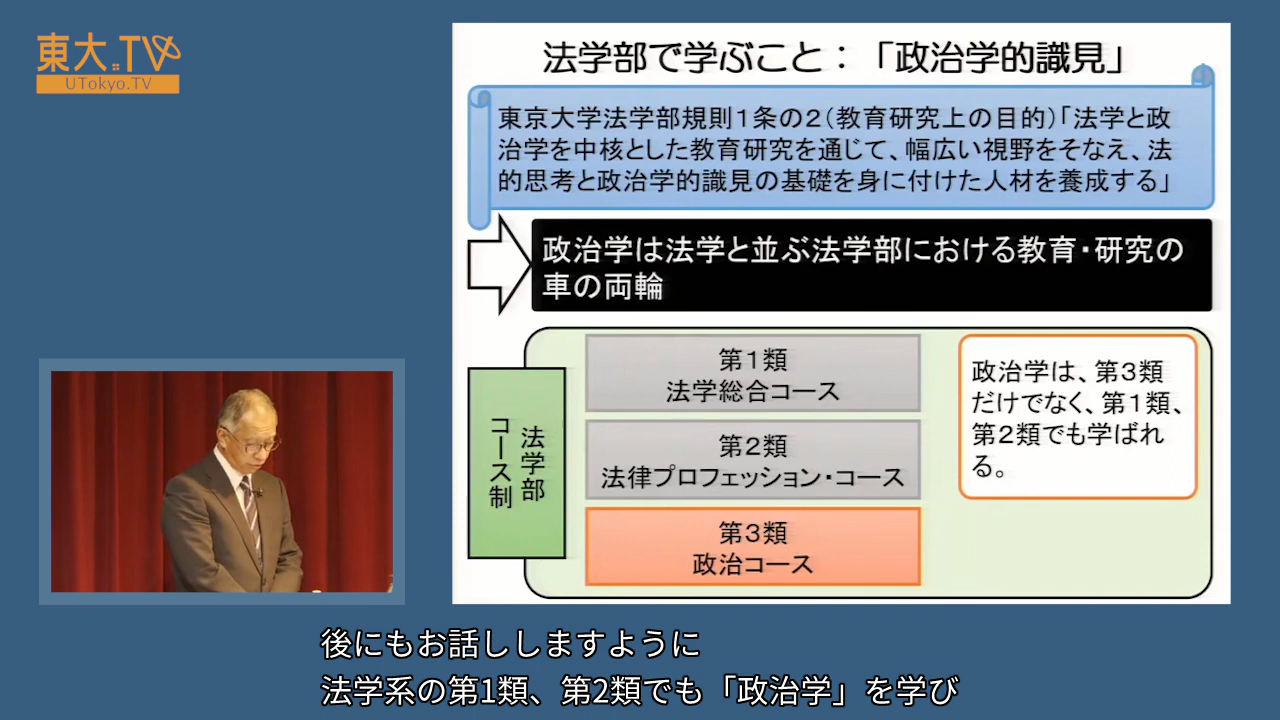 東大TV
UTokyo.TV
法学部で学ぶこと：「政治学的識見」
東京大学法学部規則１条の２（教育研究上の目的）「法学と政
治学を中核とした教育研究を通じて、幅広い視野をそなえ、法
的思考と政治学的識見の基礎を身に付けた人材を養成する」
政治学は法学と並ぶ法学部における教育・研究の
車の両輪
法学部
コース制
第１類
法学総合コース
第２類
法律プロフェッション・コース
第３類
政治コース
政治学は、第３類
だけでなく、第１類、
第２類でも学ばれ
る。
後にもお話ししますように
法学系の第1類、第2類でも「政治学」を学び